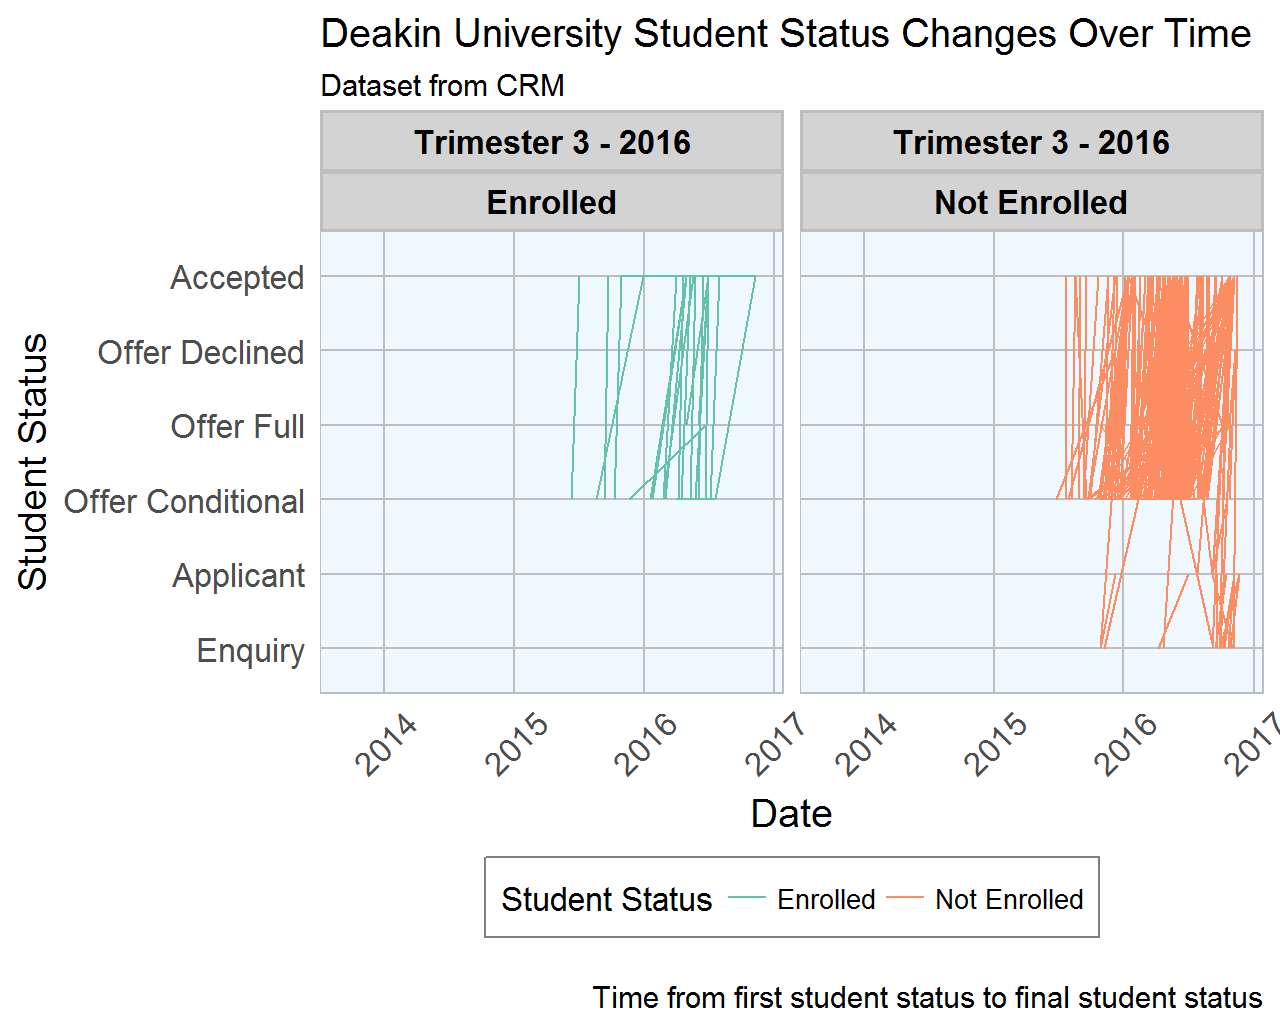 Deakin University Student Status Changes Over Time
Dataset from CRM
Trimester 3 - 2016
Trimester 3 - 2016
Enrolled
Not Enrolled
Student Status
Accepted
Offer Declined
Offer Full
Offer Conditional
Applicant
Enquiry
2014
2015
2016
2017
2014
2015
2016
2017
Date
Student Status
Enrolled
Not Enrolled
Time from first student status to final student status